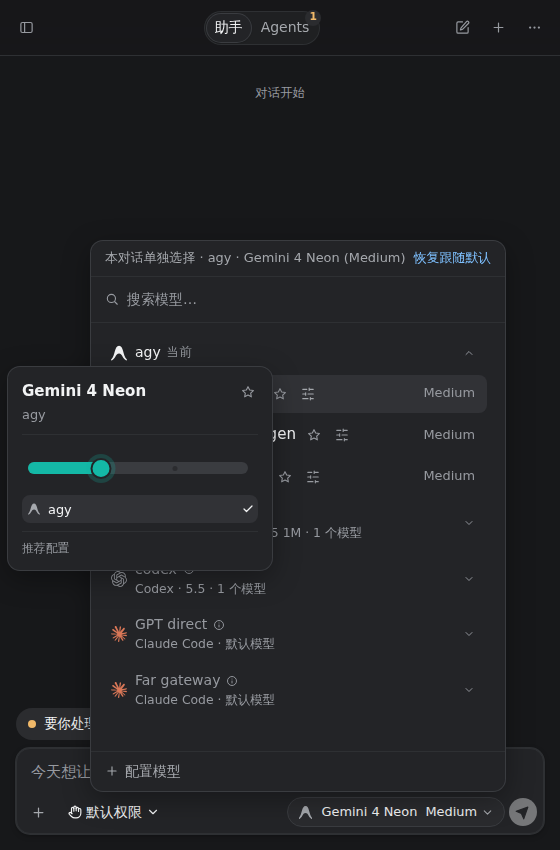 助手
Agents
1
对话开始
本对话单独选择 · agy · Gemini 4 Neon (Medium)
恢复跟随默认
搜索模型…
agy 当前
Medium
gen
Medium
Medium
5 1M · 1 个模型
Gemini 4 Neon
agy
agy
推荐配置
Codex · 5.5 · 1 个模型
GPT direct
Claude Code · 默认模型
Far gateway
Claude Code · 默认模型
配置模型
要你处理
今天想让
默认权限
Gemini 4 Neon Medium